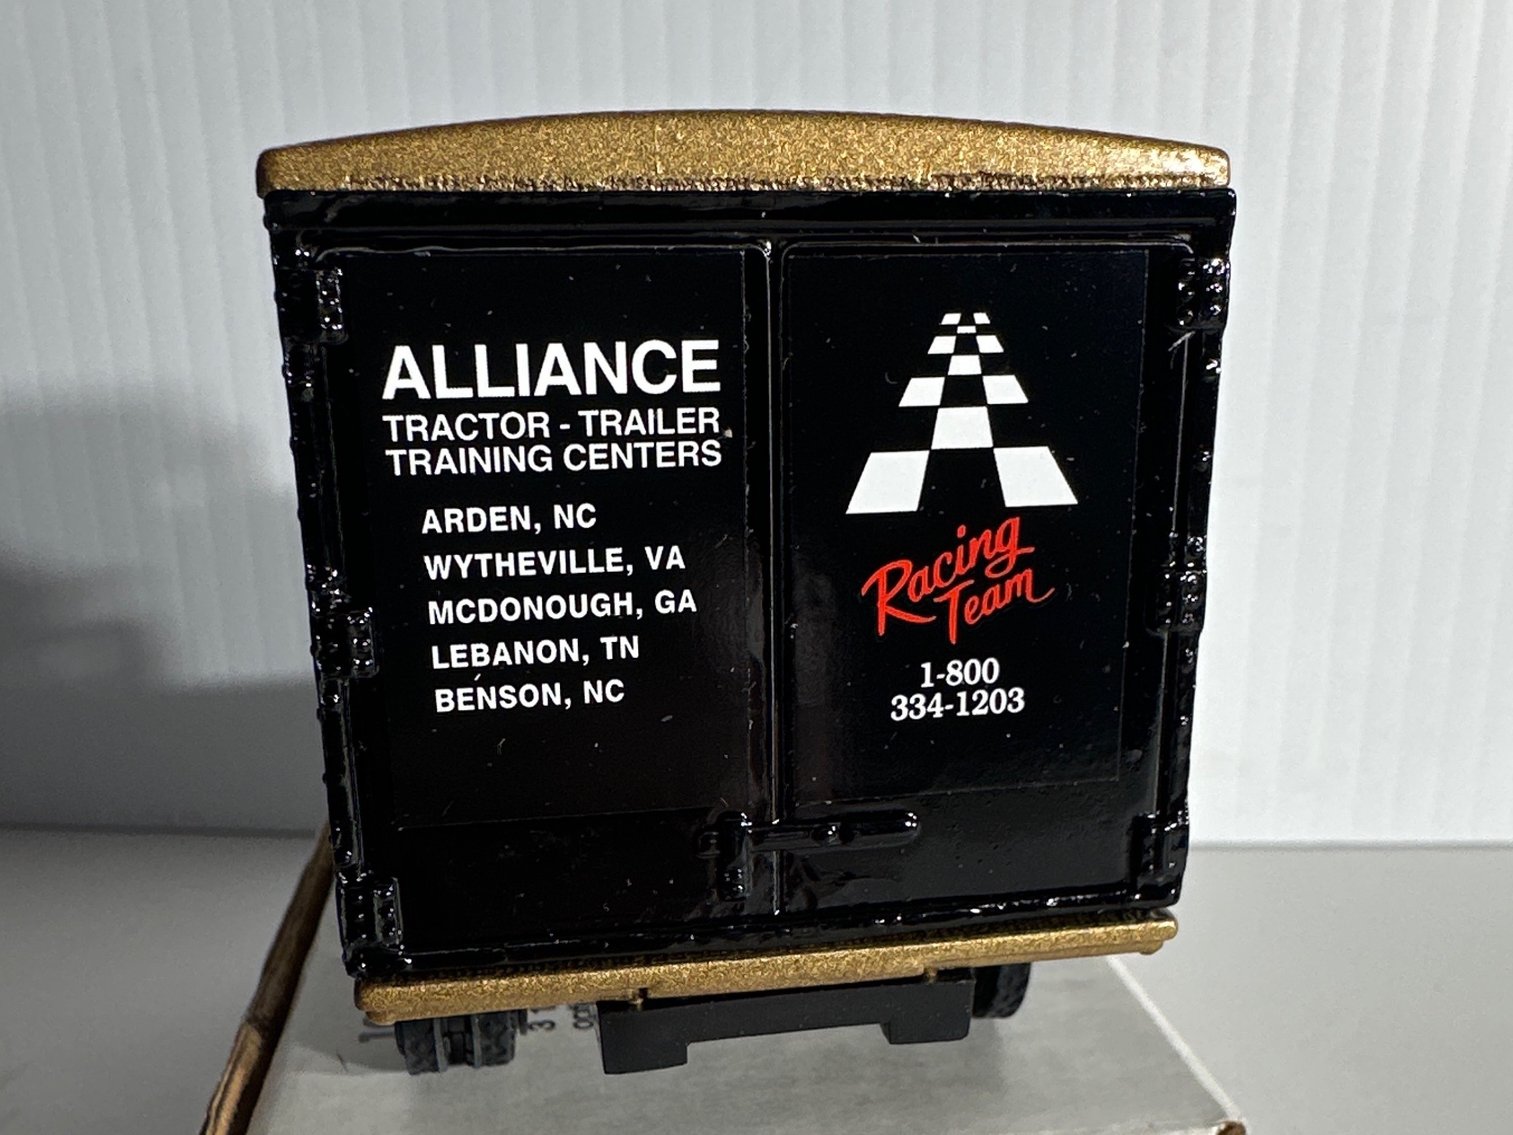 ALLIANCE
TRACTOR - TRAILER
TRAINING CENTERS
ARDEN, NC
WYTHEVILLE, VA
MCDONOUGH, GA
LEBANON, TN
BENSON, NC
Racing
Team
1-800
334-1203